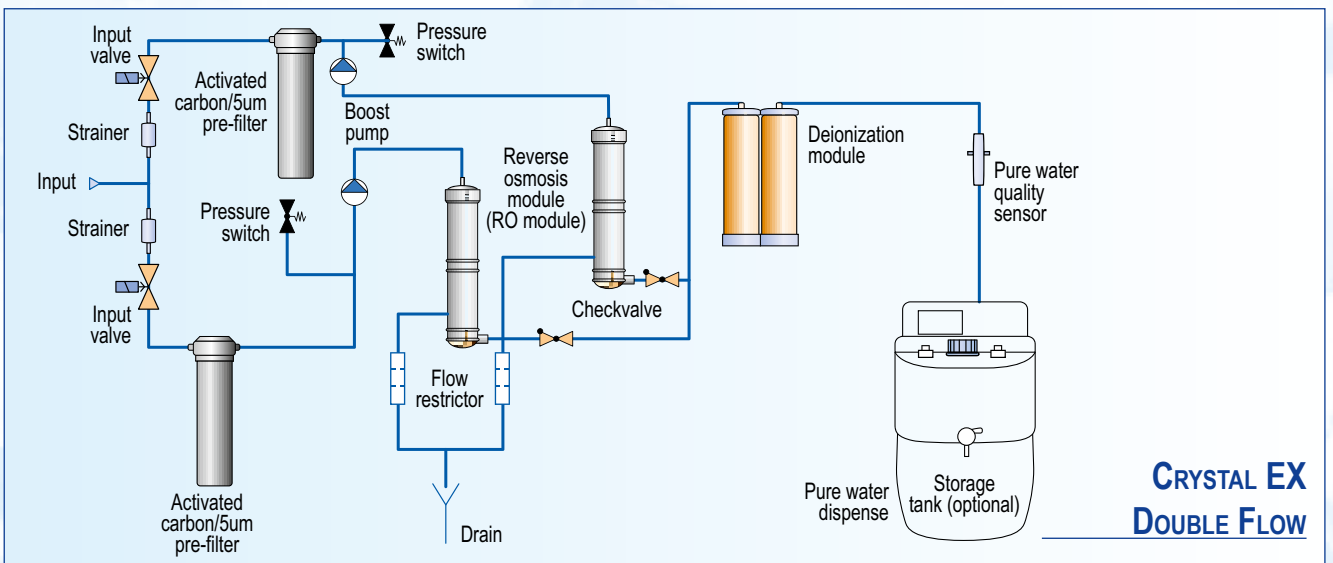 Input
valve
Pressure
switch
Activated
carbon/5um
pre-filter
Boost
pump
Strainer
Input
Strainer
Pressure
switch
Input
valve
Reverse
osmosis
module
(RO module)
Deionization
module
Pure water
quality
sensor
Checkvalve
Flow
restrictor
Activated
carbon/5um
pre-filter
Drain
Pure water
dispense
Storage
tank (optional)
CRYSTAL EX
DOUBLE FLOW